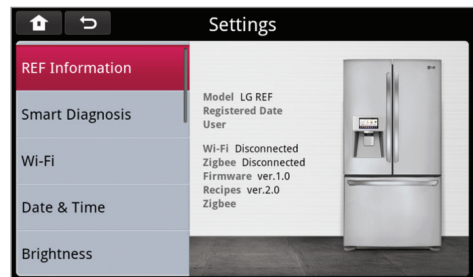 Settings
REF Information
Smart Diagnosis
Wi-Fi
Date & Time
Brightness
Model LG REF
Registered Date
User
Wi-Fi Disconnected
Zigbee Disconnected
Firmware ver.1.0
Recipes ver.2.0
Zigbee